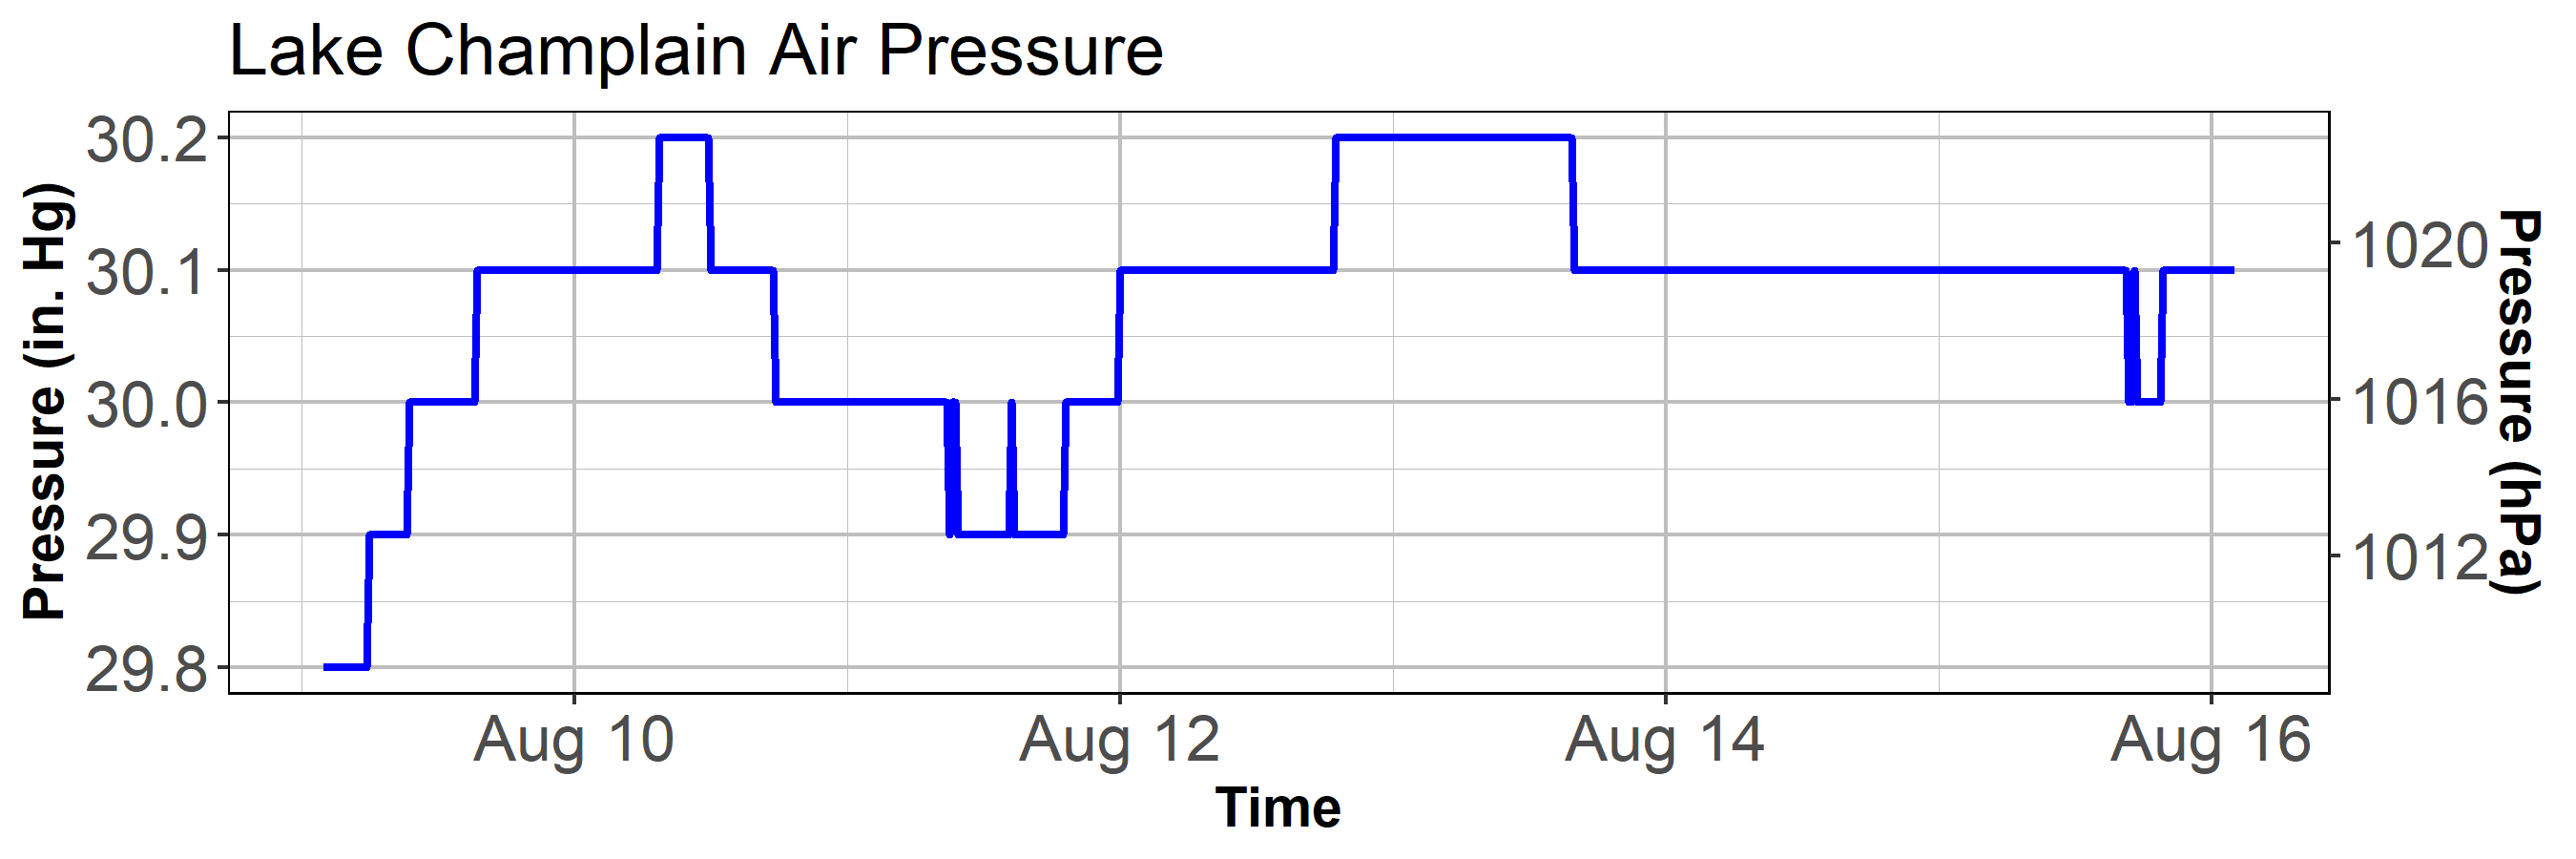 Lake Champlain Air Pressure
Pressure (in. Hg)
30.2
30.1
30.0
29.9
29.8
1020
1016
1012
Pressure (hPa)
Aug 10 Aug 12 Aug 14 Aug 16
Time